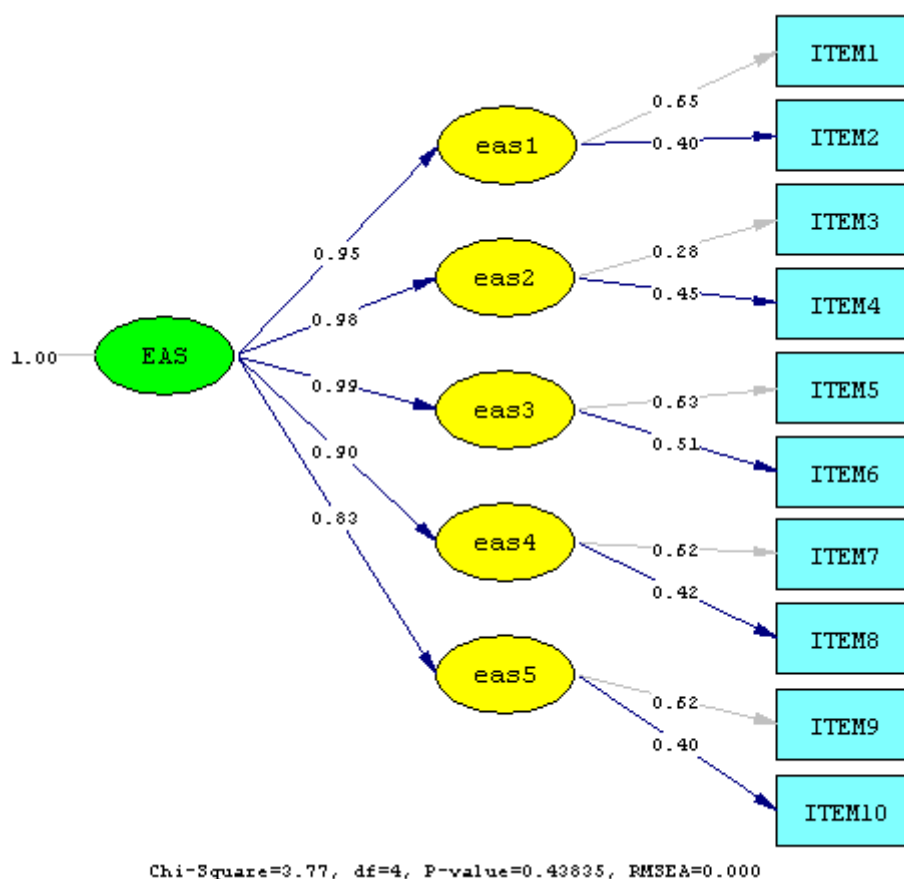 ITEM1
0.65
eas1
0.40
ITEM2
ITEM3
0.95
0.28
eas2
0.45
ITEM4
0.98
1.00
EAS
0.99
0.63
ITEM5
eas3
0.51
ITEM6
0.90
0.83
eas4
0.62
ITEM7
0.42
ITEM8
eas5
0.62
ITEM9
0.40
ITEM10
Chi-Square=3.77, df=4, P-value=0.43835, RMSEA=0.000